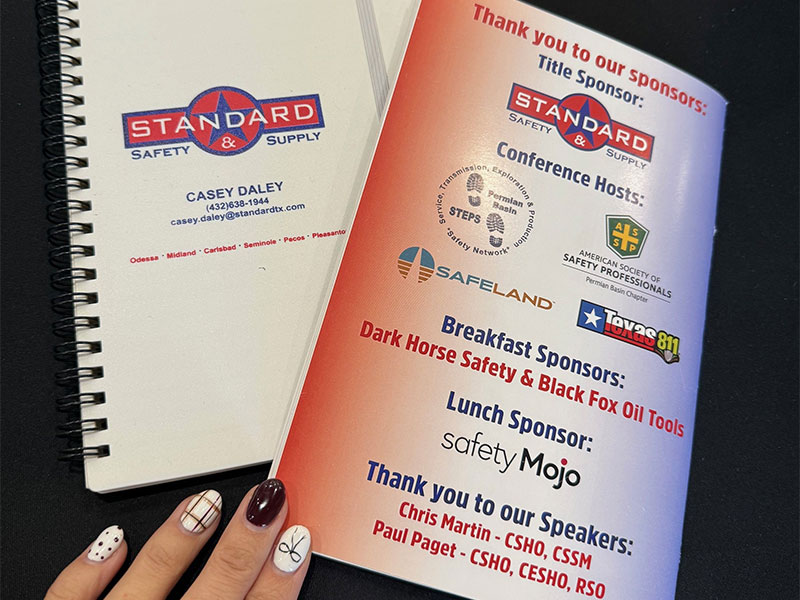 STANDARD
SAFETY & SUPPLY
CASEY DALEY
(432)638-1944
casey.daley@standardtx.com
Odessa * Midland * Carlsbad * Seminole * Pecos * Pleasanto
Thank you to our sponsors:
Title Sponsor:
STANDARD
SAFETY & SUPPLY
Conference Hosts:
Service, Transmission, Exploration & Production
Permian
Basin
STEPS
"Safety Network"
ASSP
AMERICAN SOCIETY OF
SAFETY PROFESSIONALS
Permian Basin Chapter
SAFELAND
Texas 811
Breakfast Sponsors:
Dark Horse Safety & Black Fox Oil Tools
Lunch Sponsor:
safety Mojo
Thank you to our Speakers:
Chris Martin - CSHO, CSSM
Paul Paget - CSHO, CESHO, RSO